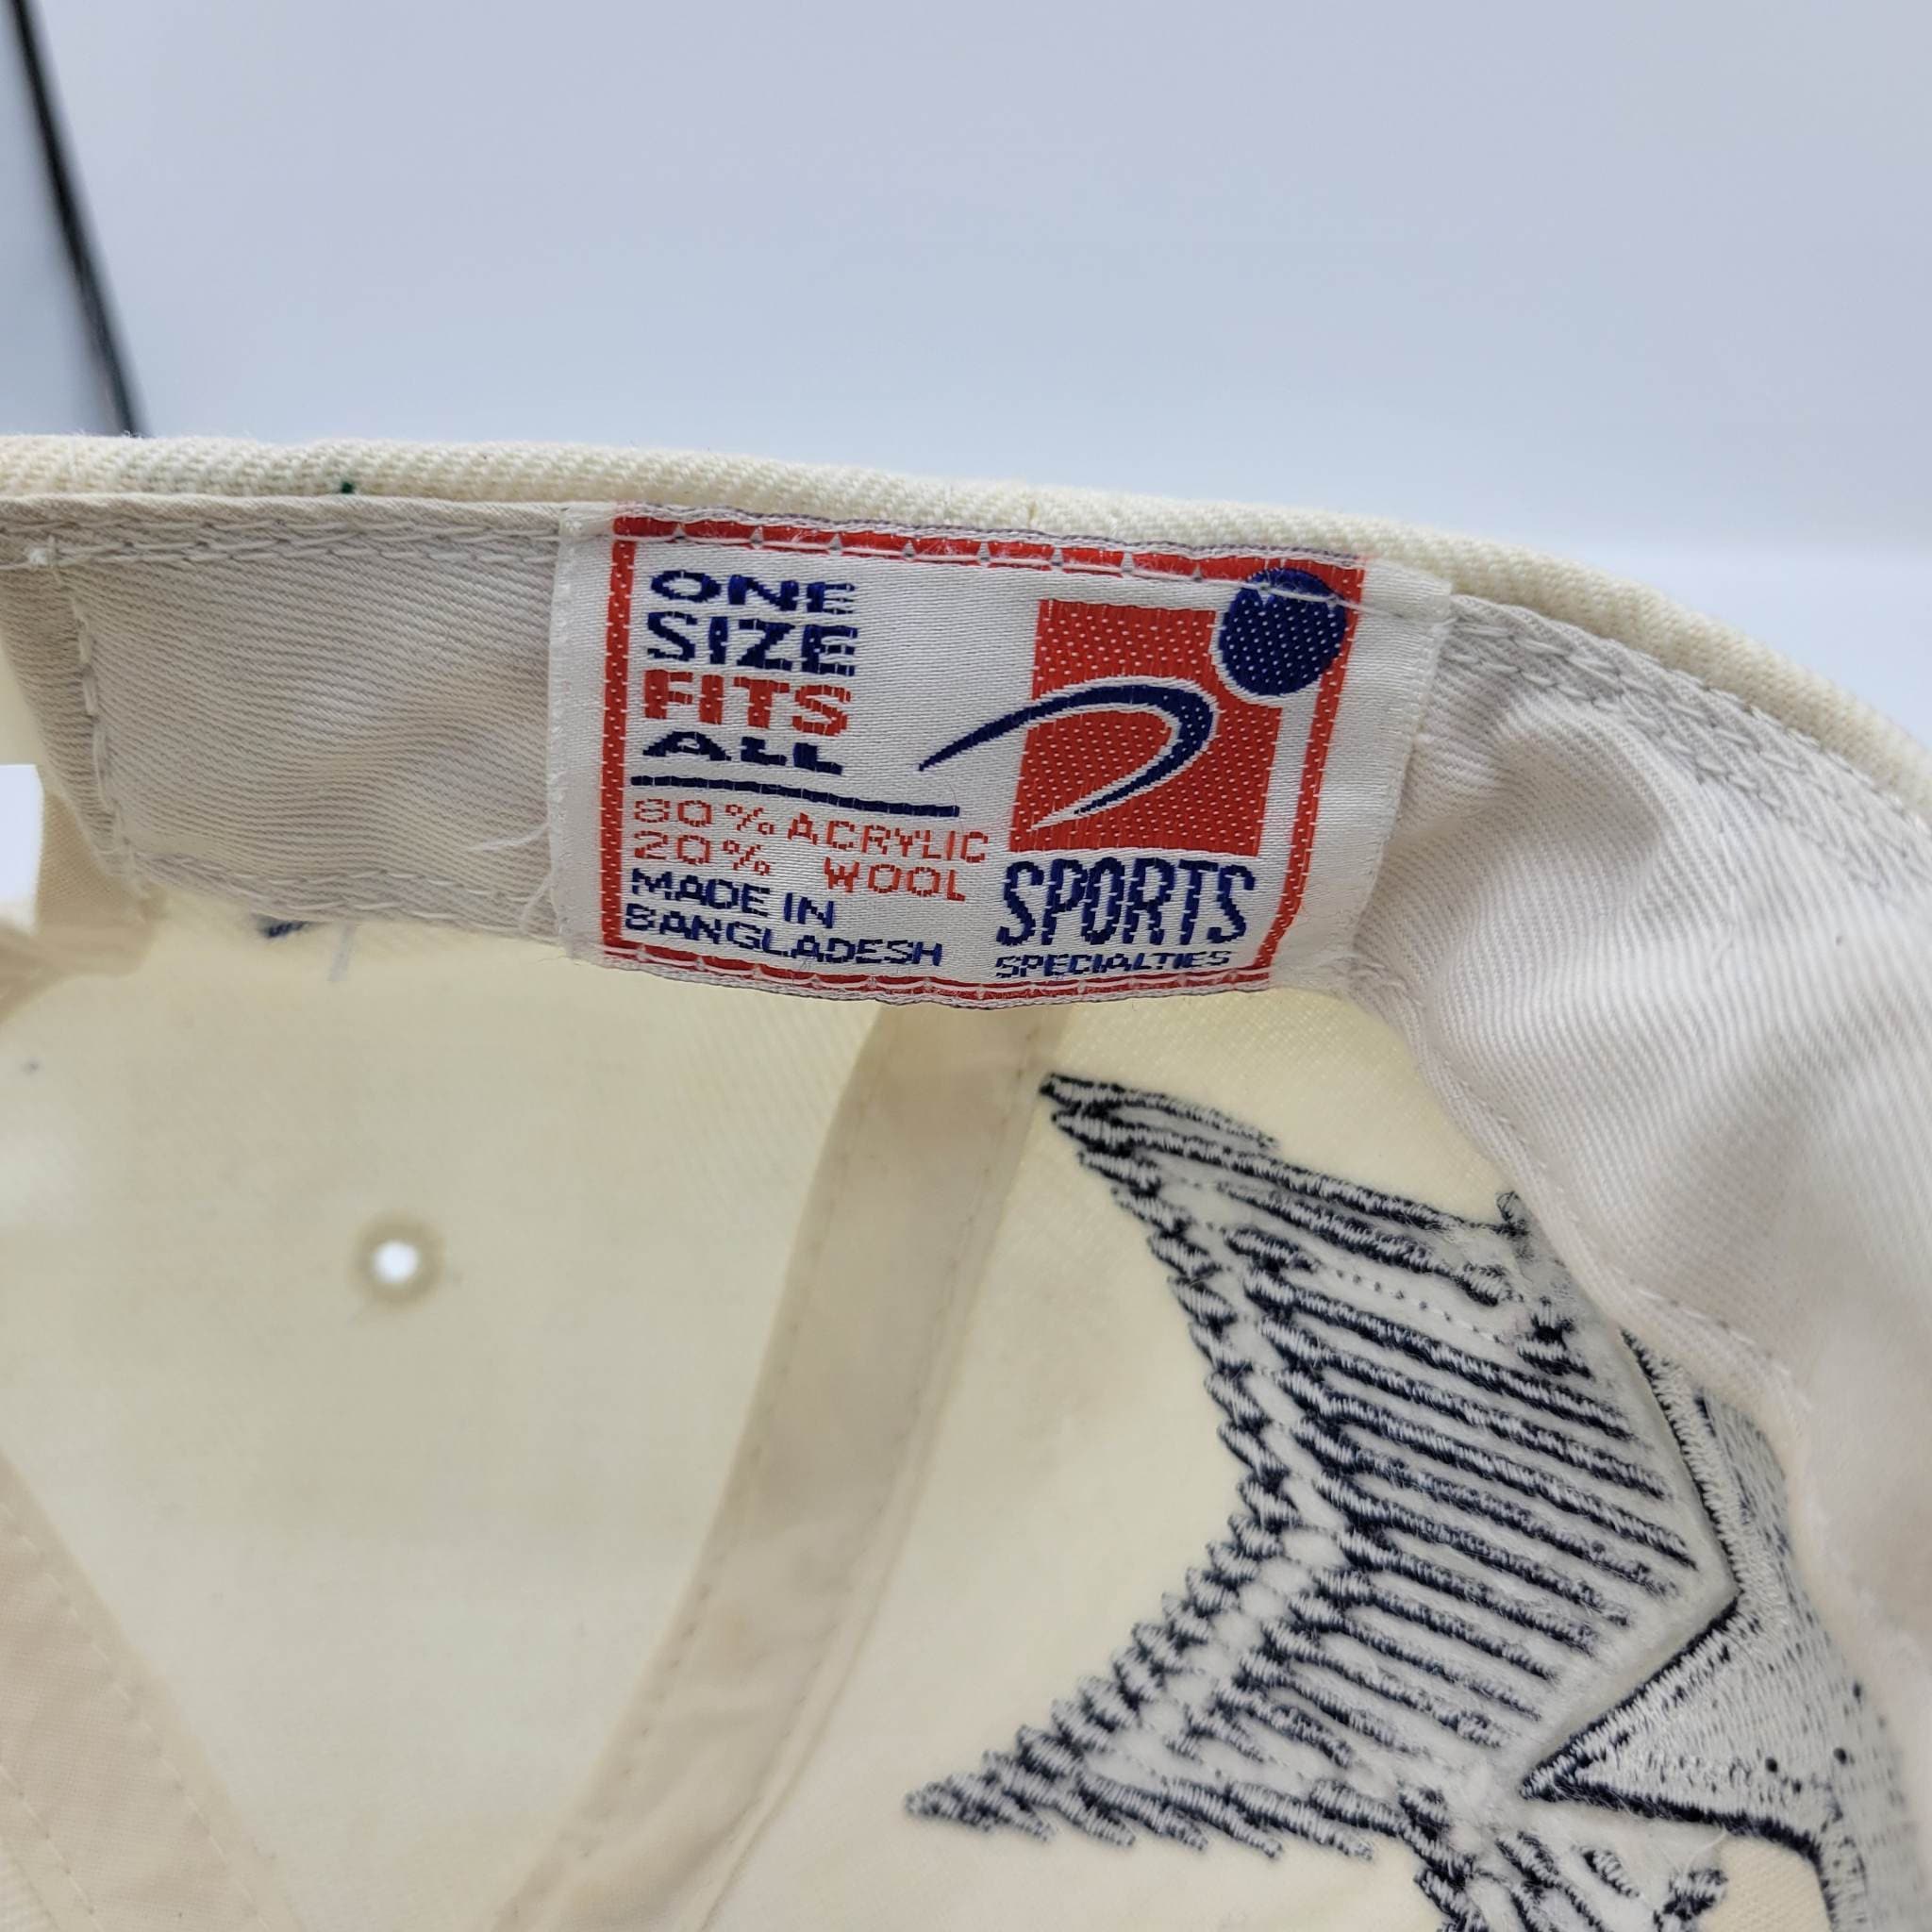 ONE
SIZE
FITS
ALL
80% ACRYLIC
20% WOOL
MADE IN
BANGLADESH
SPORTS
SPECIALTIES